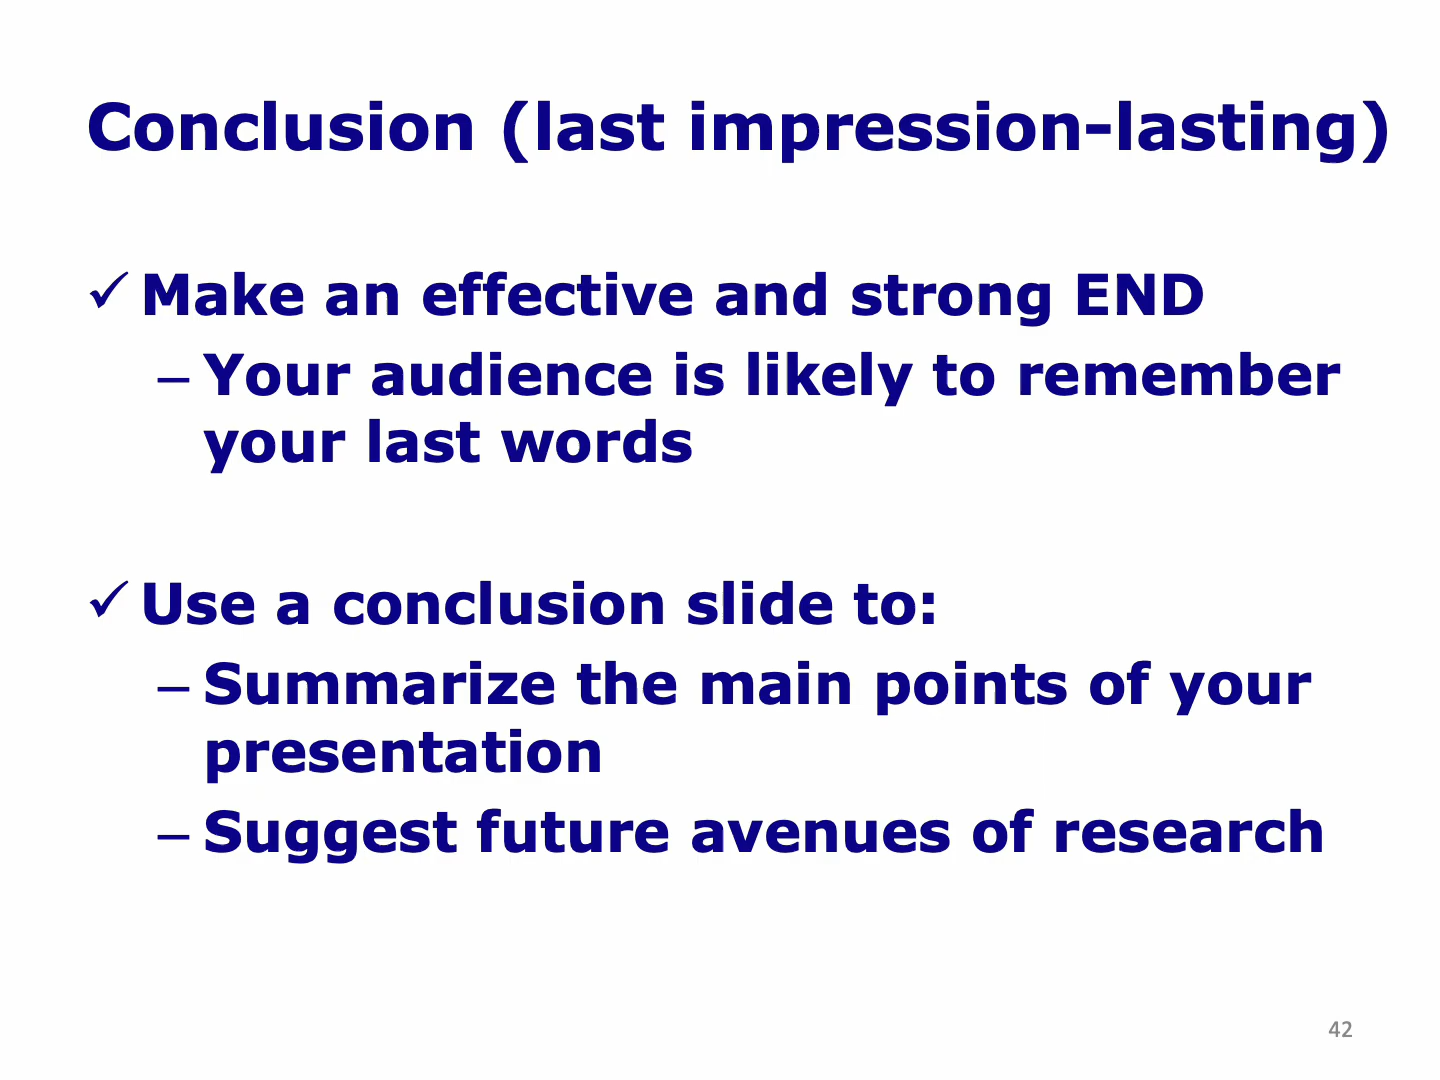 Conclusion (last impression-lasting)
✓ Make an effective and strong END
– Your audience is likely to remember
your last words
✓ Use a conclusion slide to:
– Summarize the main points of your
presentation
– Suggest future avenues of research
42